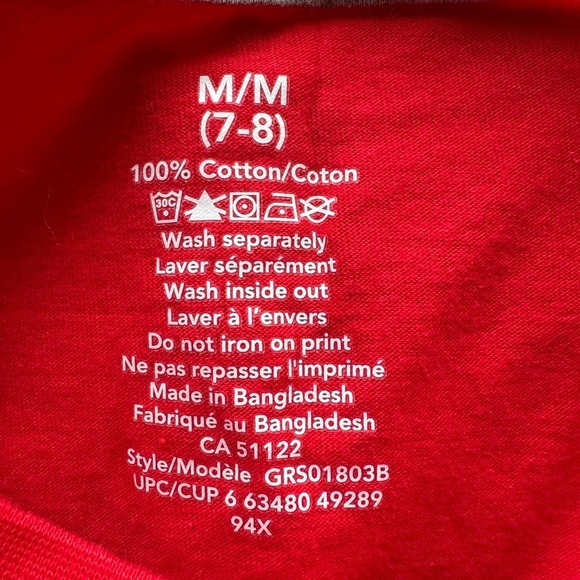 M/M
(7-8)
100% Cotton/Coton
30C
Wash separately
Laver séparément
Wash inside out
Laver à l'envers
Do not iron on print
Ne pas repasser l'imprimé
Made in Bangladesh
Fabriqué au Bangladesh
CA 51122
Style/Modèle GRS01803B
UPC/CUP 6 63480 49289
94X